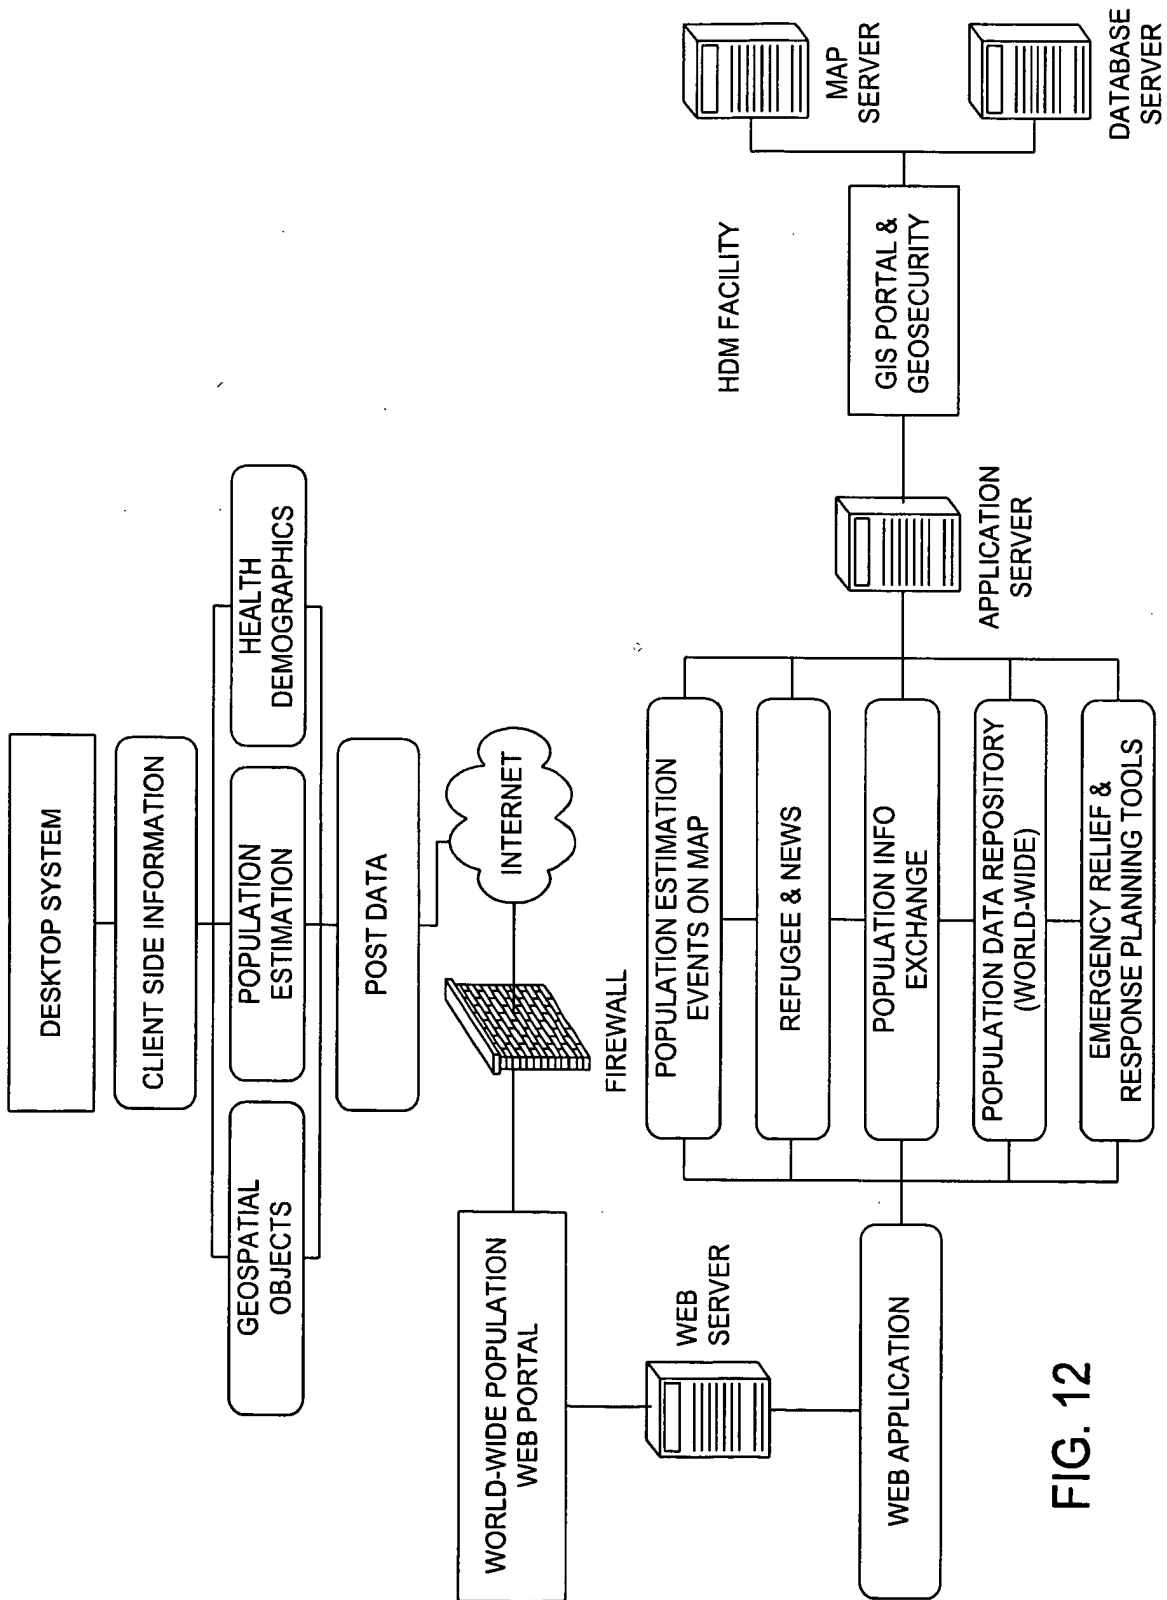 DESKTOP SYSTEM
CLIENT SIDE INFORMATION
GEOSPATIAL
OBJECTS
POPULATION
ESTIMATION
HEALTH
DEMOGRAPHICS
POST DATA
INTERNET
FIREWALL
WORLD-WIDE POPULATION
WEB PORTAL
WEB
SERVER
WEB APPLICATION
POPULATION ESTIMATION
EVENTS ON MAP
REFUGEE & NEWS
POPULATION INFO
EXCHANGE
POPULATION DATA REPOSITORY
(WORLD-WIDE)
EMERGENCY RELIEF &
RESPONSE PLANNING TOOLS
APPLICATION
SERVER
HDM FACILITY
GIS PORTAL &
GEOSECURITY
MAP
SERVER
DATABASE
SERVER
FIG. 12